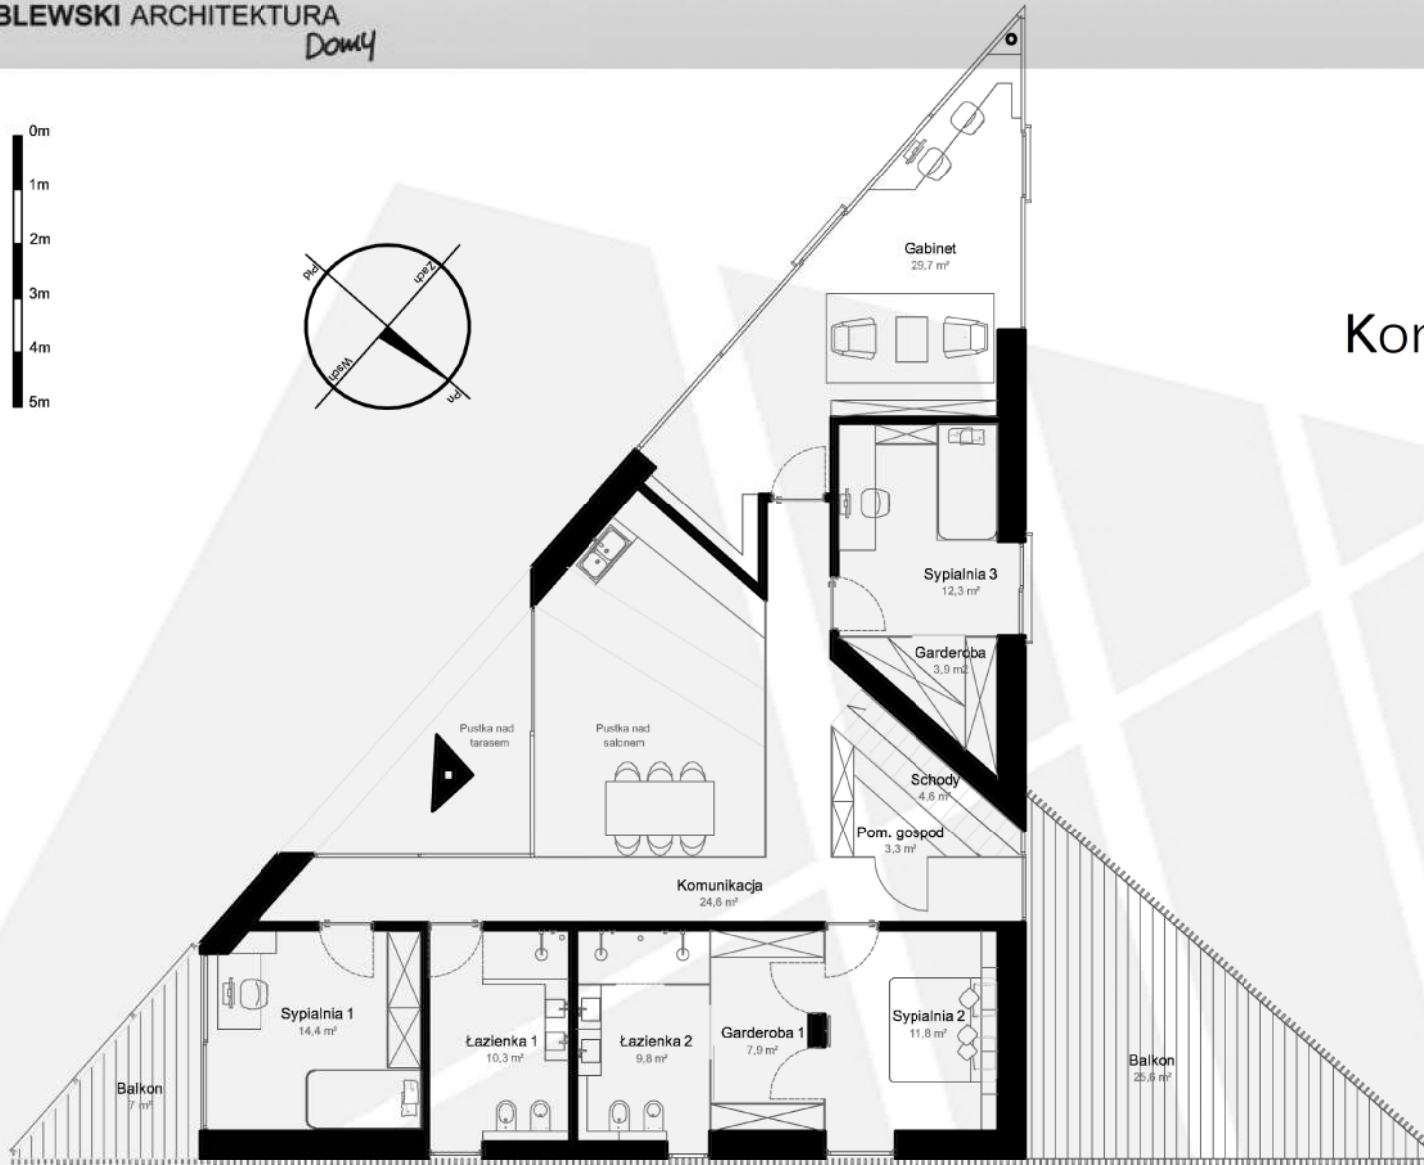 BLEWSKI ARCHITEKTURA
Domy
0m
1m
2m
3m
4m
5m
Płd
Zach
Wsch
Pn
Gabinet
29,7 m²
Kor
Sypialnia 3
12,3 m²
Garderoba
3,9 m2
Pustka nad
tarasem
Pustka nad
salonem
Schody
4,6 m²
Pom. gospod
3,3 m²
Komunikacja
24,6 m²
Sypialnia 1
14,4 m²
Łazienka 1
10,3 m²
Łazienka 2
9,8 m²
Garderoba 1
7,9 m²
Sypialnia 2
11,8 m²
Balkon
7 m²
Balkon
25,6 m²